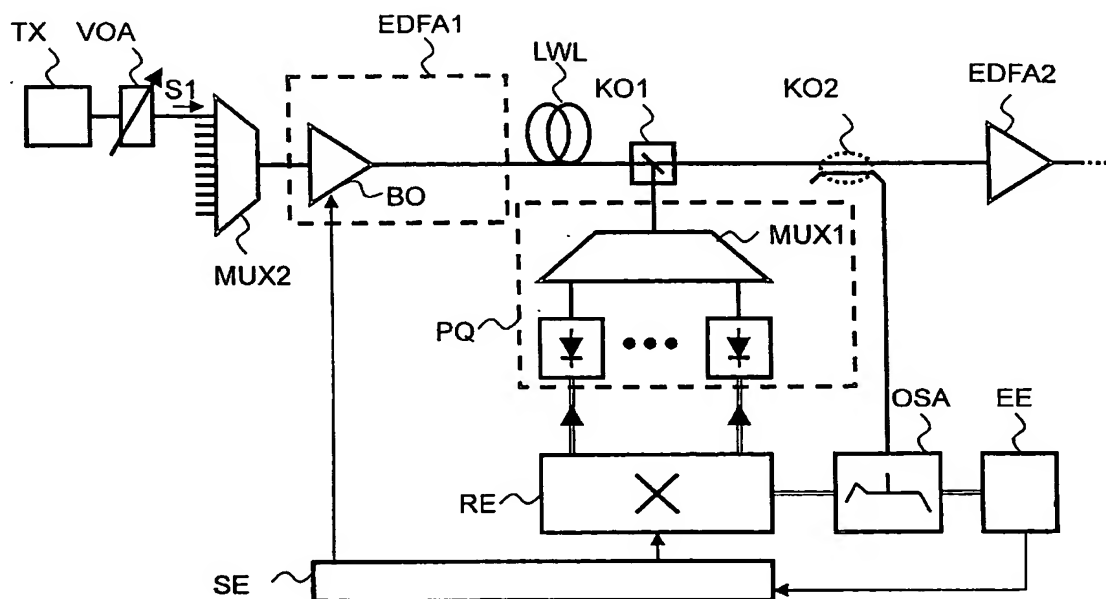 TX
VOA
EDFA1
LWL
S1
KO1
KO2
EDFA2
BO
MUX2
MUX1
PQ
OSA
EE
RE
SE